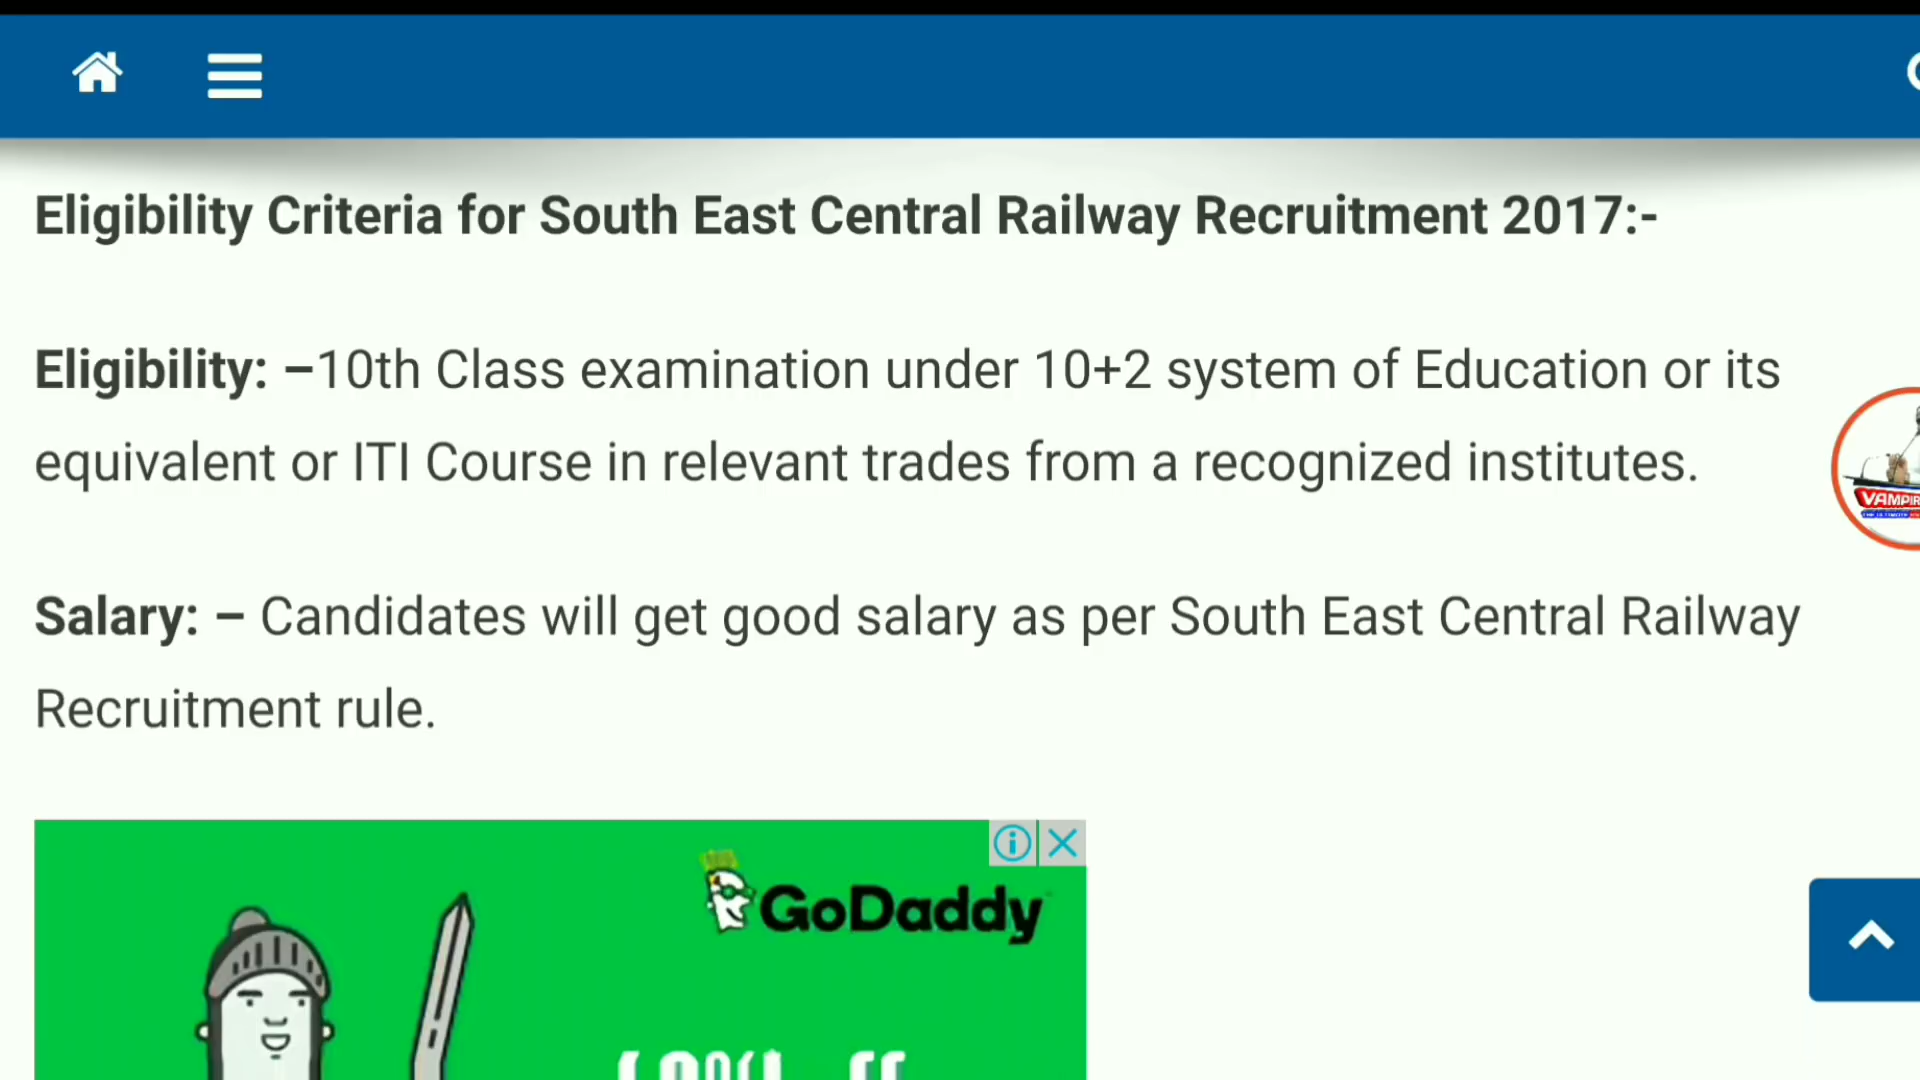 Eligibility Criteria for South East Central Railway Recruitment 2017:-
Eligibility: –10th Class examination under 10+2 system of Education or its
equivalent or ITI Course in relevant trades from a recognized institutes.
Salary: – Candidates will get good salary as per South East Central Railway
Recruitment rule.
GoDaddy